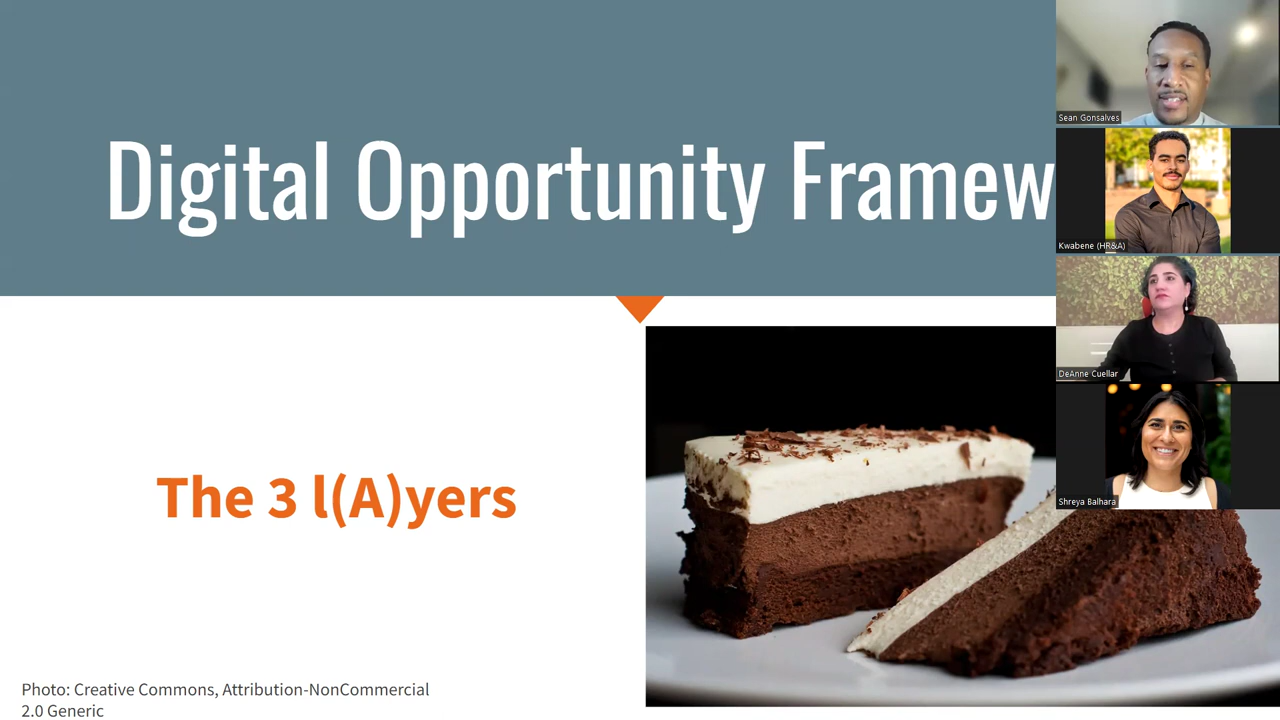 Digital Opportunity Framew
The 3 l(A)yers
Photo: Creative Commons, Attribution-NonCommercial
2.0 Generic
Sean Gonsalves
Kwabene (HR&A)
DeAnne Cuellar
Shreya Balhara